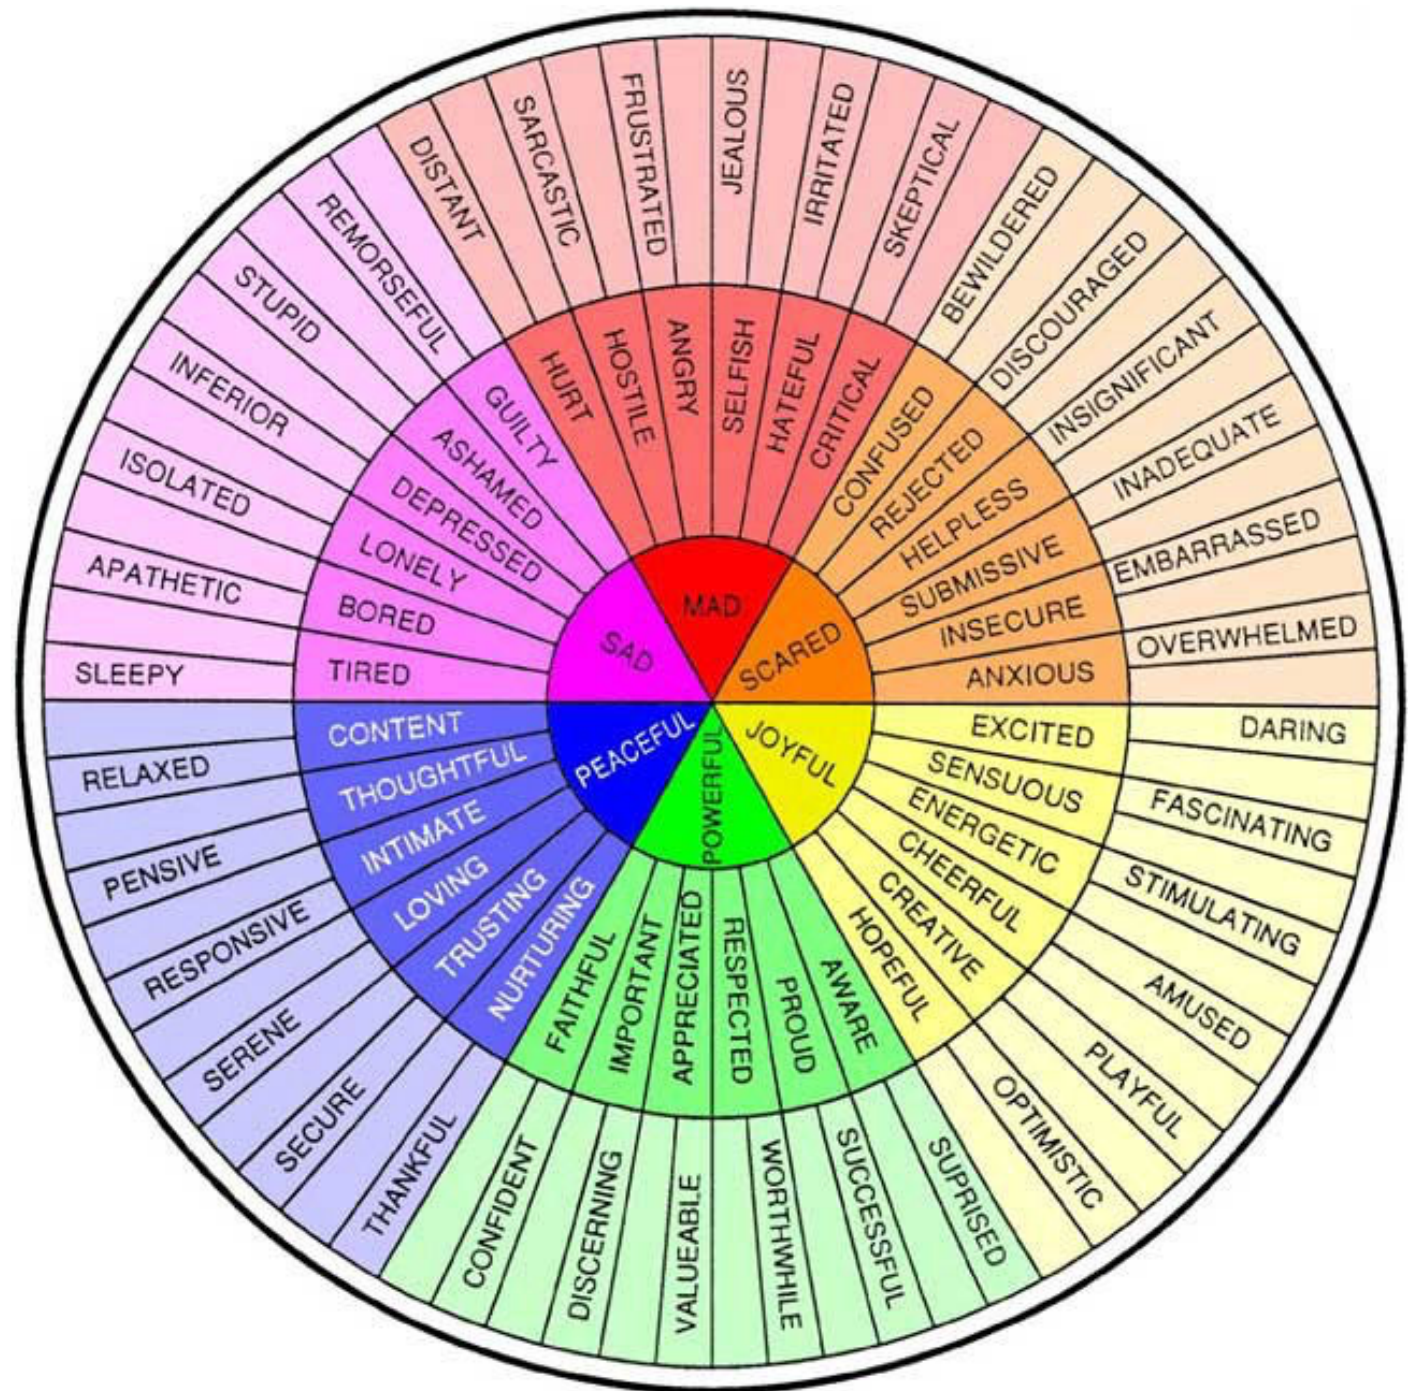 MAD
SCARED
JOYFUL
POWERFUL
PEACEFUL
SAD
HURT
HOSTILE
ANGRY
SELFISH
HATEFUL
CRITICAL
CONFUSED
REJECTED
HELPLESS
SUBMISSIVE
INSECURE
ANXIOUS
EXCITED
SENSUOUS
ENERGETIC
CHEERFUL
CREATIVE
HOPEFUL
AWARE
PROUD
RESPECTED
APPRECIATED
IMPORTANT
FAITHFUL
NURTURING
TRUSTING
LOVING
INTIMATE
THOUGHTFUL
CONTENT
TIRED
BORED
LONELY
DEPRESSED
ASHAMED
GUILTY
DISTANT
SARCASTIC
FRUSTRATED
JEALOUS
IRRITATED
SKEPTICAL
BEWILDERED
DISCOURAGED
INSIGNIFICANT
INADEQUATE
EMBARRASSED
OVERWHELMED
DARING
FASCINATING
STIMULATING
AMUSED
PLAYFUL
OPTIMISTIC
SUPRISED
SUCCESSFUL
WORTHWHILE
VALUEABLE
DISCERNING
CONFIDENT
THANKFUL
SECURE
SERENE
RESPONSIVE
PENSIVE
RELAXED
SLEEPY
APATHETIC
ISOLATED
INFERIOR
STUPID
REMORSEFUL